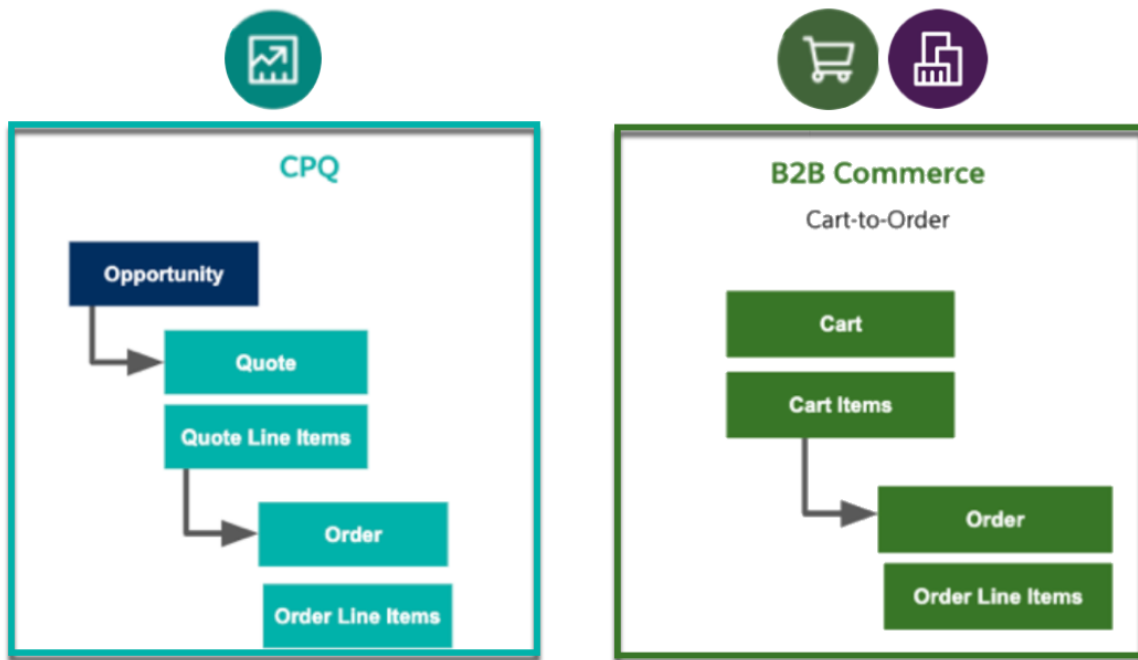 CPQ
Opportunity
Quote
Quote Line Items
Order
Order Line Items
B2B Commerce
Cart-to-Order
Cart
Cart Items
Order
Order Line Items